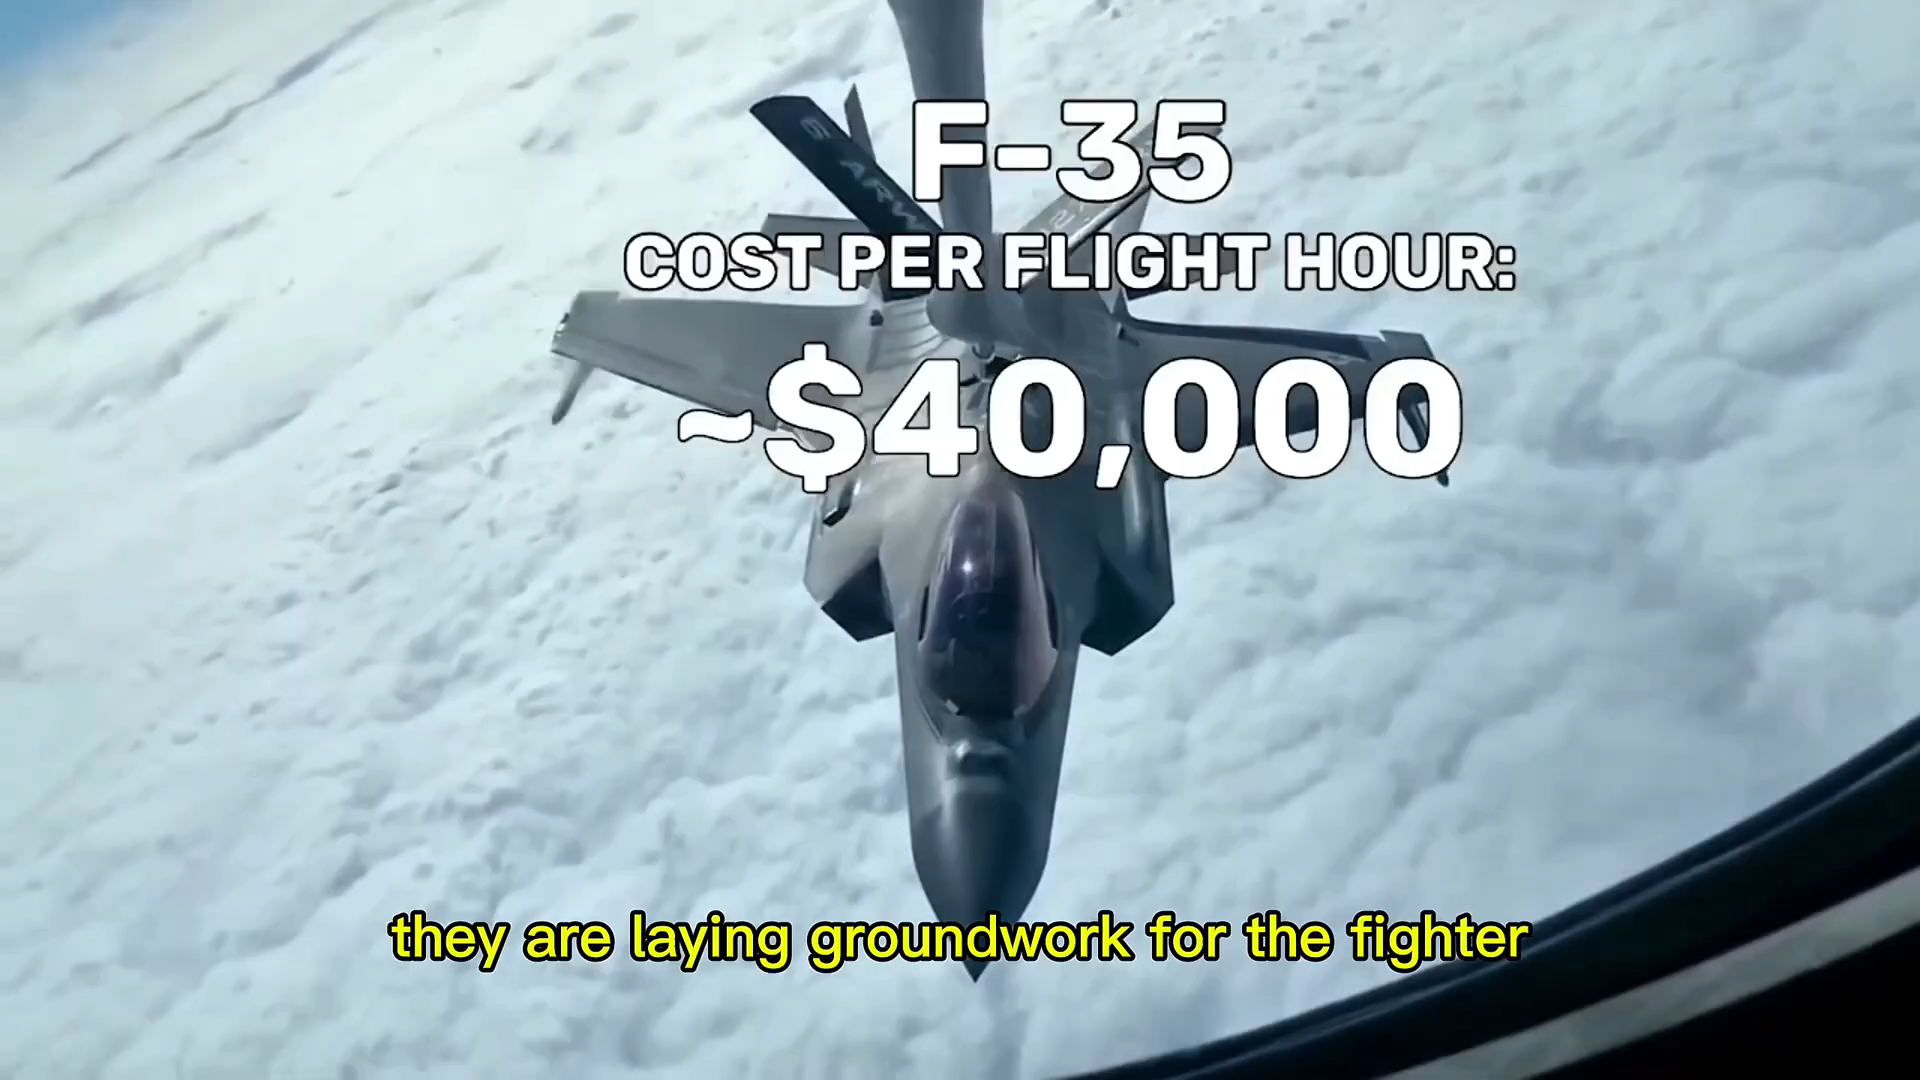 F-35
COST PER FLIGHT HOUR:
~$40,000
they are laying groundwork for the fighter